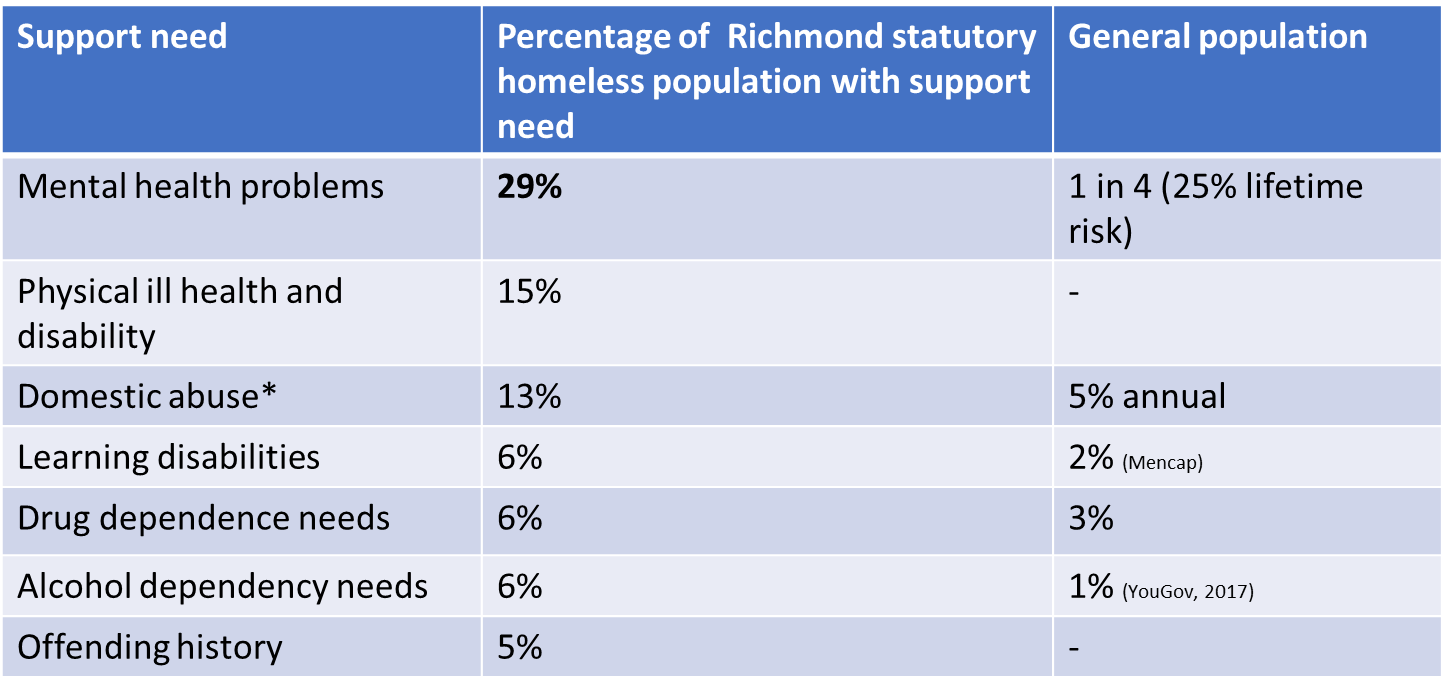 Support need
Percentage of Richmond statutory
homeless population with support
need
General population
Mental health problems
29%
1 in 4 (25% lifetime
risk)
Physical ill health and
disability
15%
-
Domestic abuse*
13%
5% annual
Learning disabilities
6%
2% (Mencap)
Drug dependence needs
6%
3%
Alcohol dependency needs
6%
1% (YouGov, 2017)
Offending history
5%
-